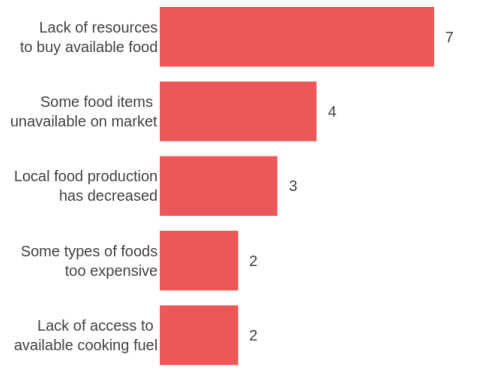 Lack of resources
to buy available food
7
Some food items
unavailable on market
4
Local food production
has decreased
3
Some types of foods
too expensive
2
Lack of access to
available cooking fuel
2